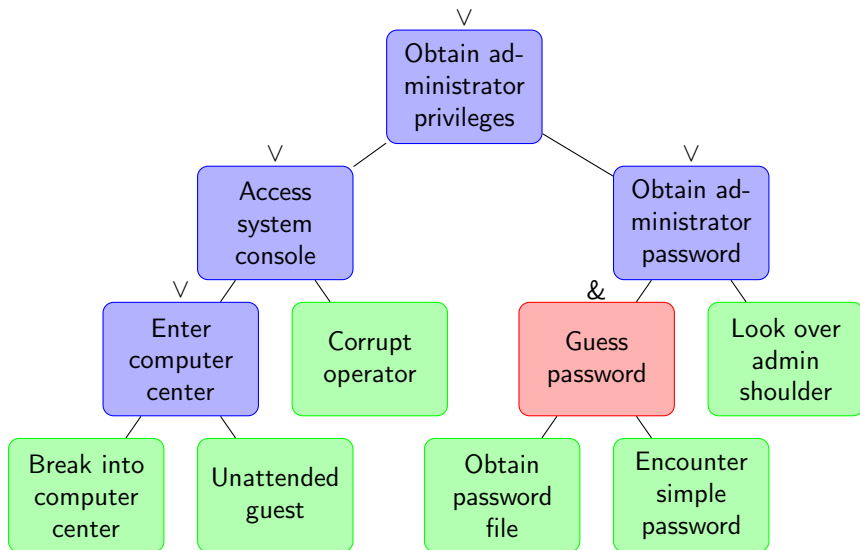 ∨
Obtain ad-
ministrator
privileges
∨
Access
system
console
∨
Obtain ad-
ministrator
password
∨
Enter
computer
center
Corrupt
operator
&
Guess
password
Look over
admin
shoulder
Break into
computer
center
Unattended
guest
Obtain
password
file
Encounter
simple
password